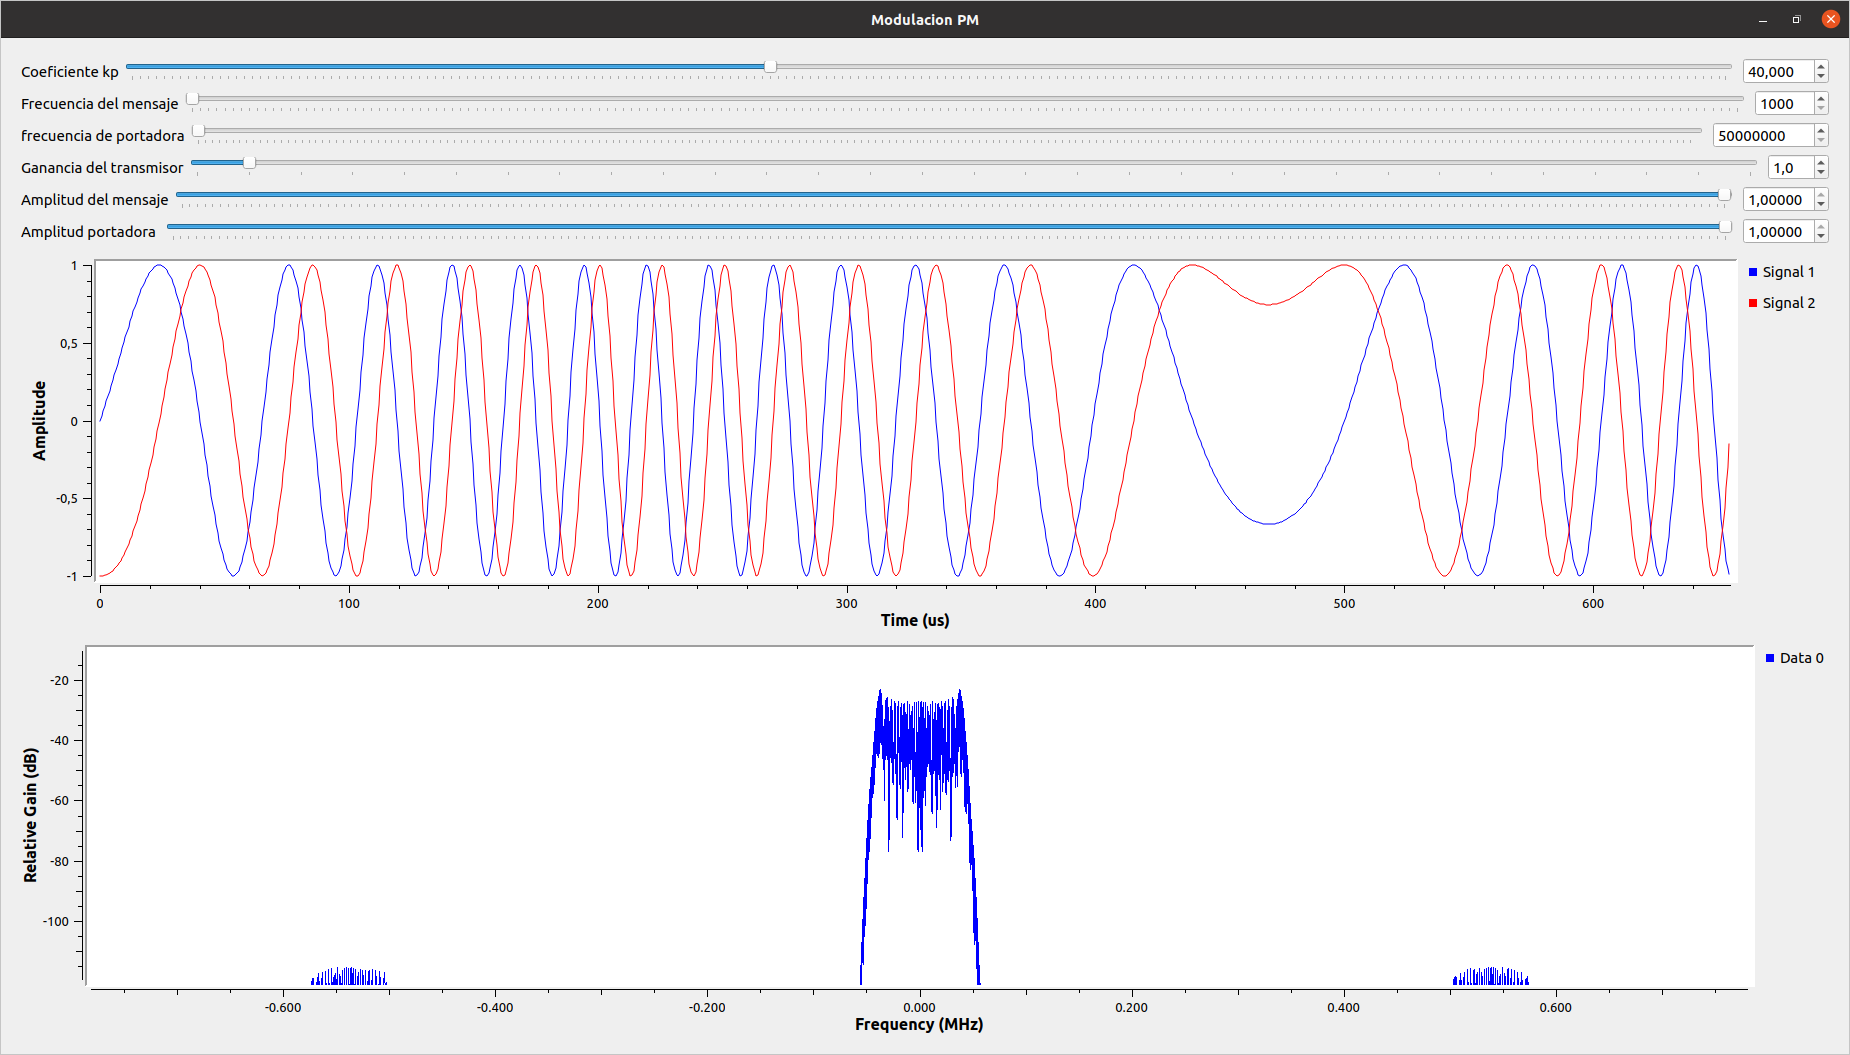 Modulacion PM
Coeficiente kp 40,000
Frecuencia del mensaje 1000
frecuencia de portadora 50000000
Ganancia del transmisor 1,0
Amplitud del mensaje 1,00000
Amplitud portadora 1,00000
1
0,5
0
-0,5
-1
Amplitude
Signal 1
Signal 2
0 100 200 300 400 500 600
Time (us)
-20
-40
-60
-80
-100
Relative Gain (dB)
Data 0
-0.600 -0.400 -0.200 0.000 0.200 0.400 0.600
Frequency (MHz)